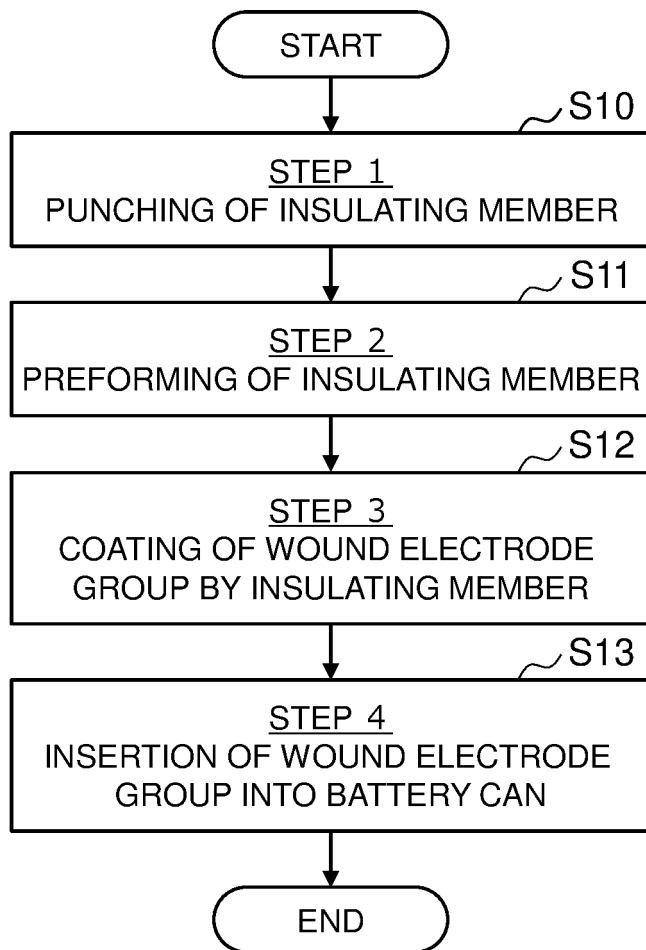 START
S10
STEP 1
PUNCHING OF INSULATING MEMBER
S11
STEP 2
PREFORMING OF INSULATING MEMBER
S12
STEP 3
COATING OF WOUND ELECTRODE
GROUP BY INSULATING MEMBER
S13
STEP 4
INSERTION OF WOUND ELECTRODE
GROUP INTO BATTERY CAN
END